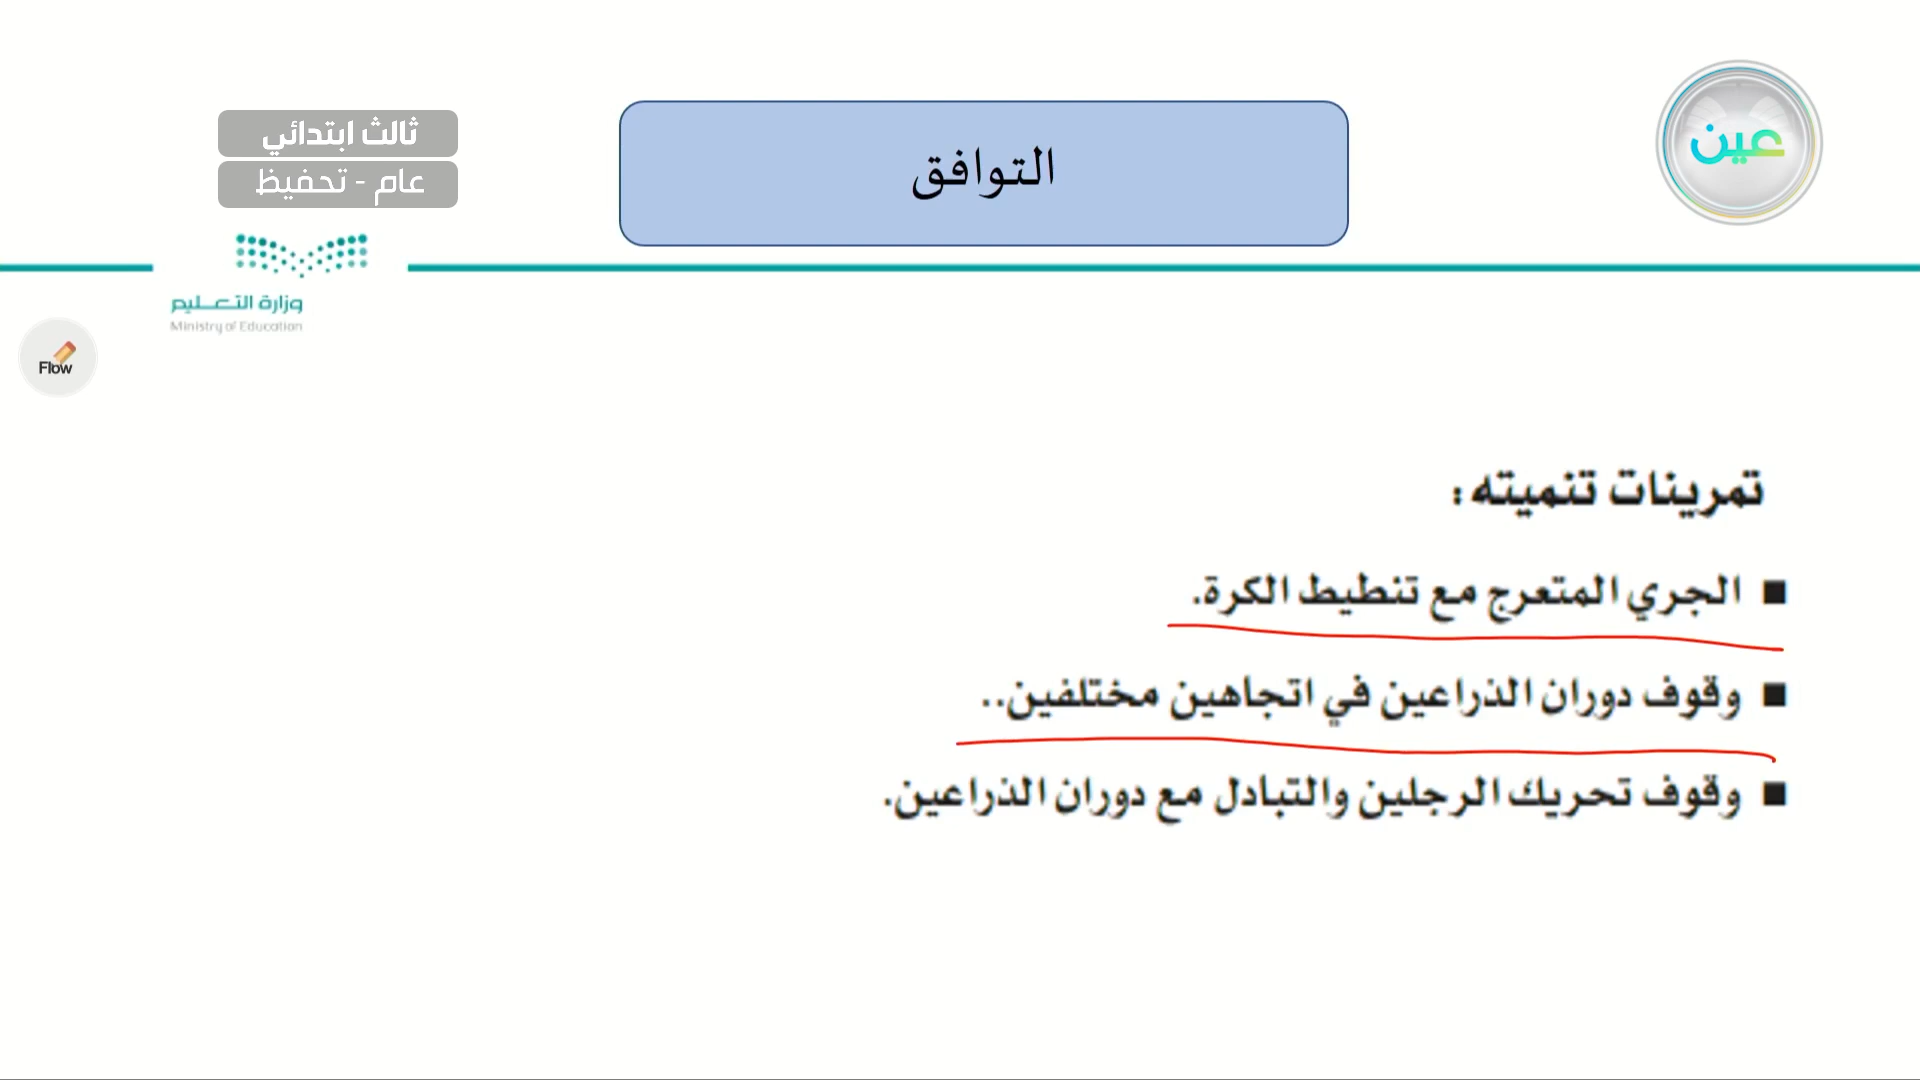 عين
التوافق
ثالث ابتدائي
عام - تحفيظ
وزارة التعليم
Ministry of Education
Flow
تمرينات تنميته :
■ الجري المتعرج مع تنطيط الكرة.
■ وقوف دوران الذراعين في اتجاهين مختلفين..
■ وقوف تحريك الرجلين والتبادل مع دوران الذراعين.